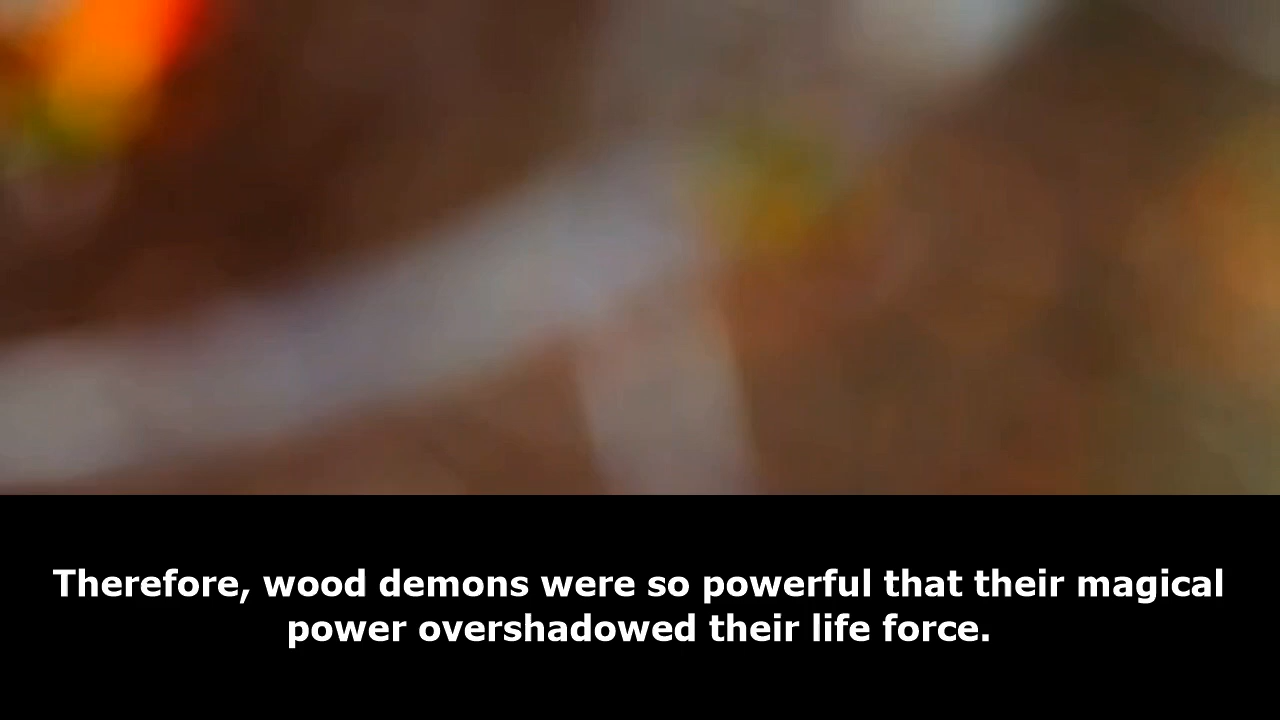 Therefore, wood demons were so powerful that their magical
power overshadowed their life force.